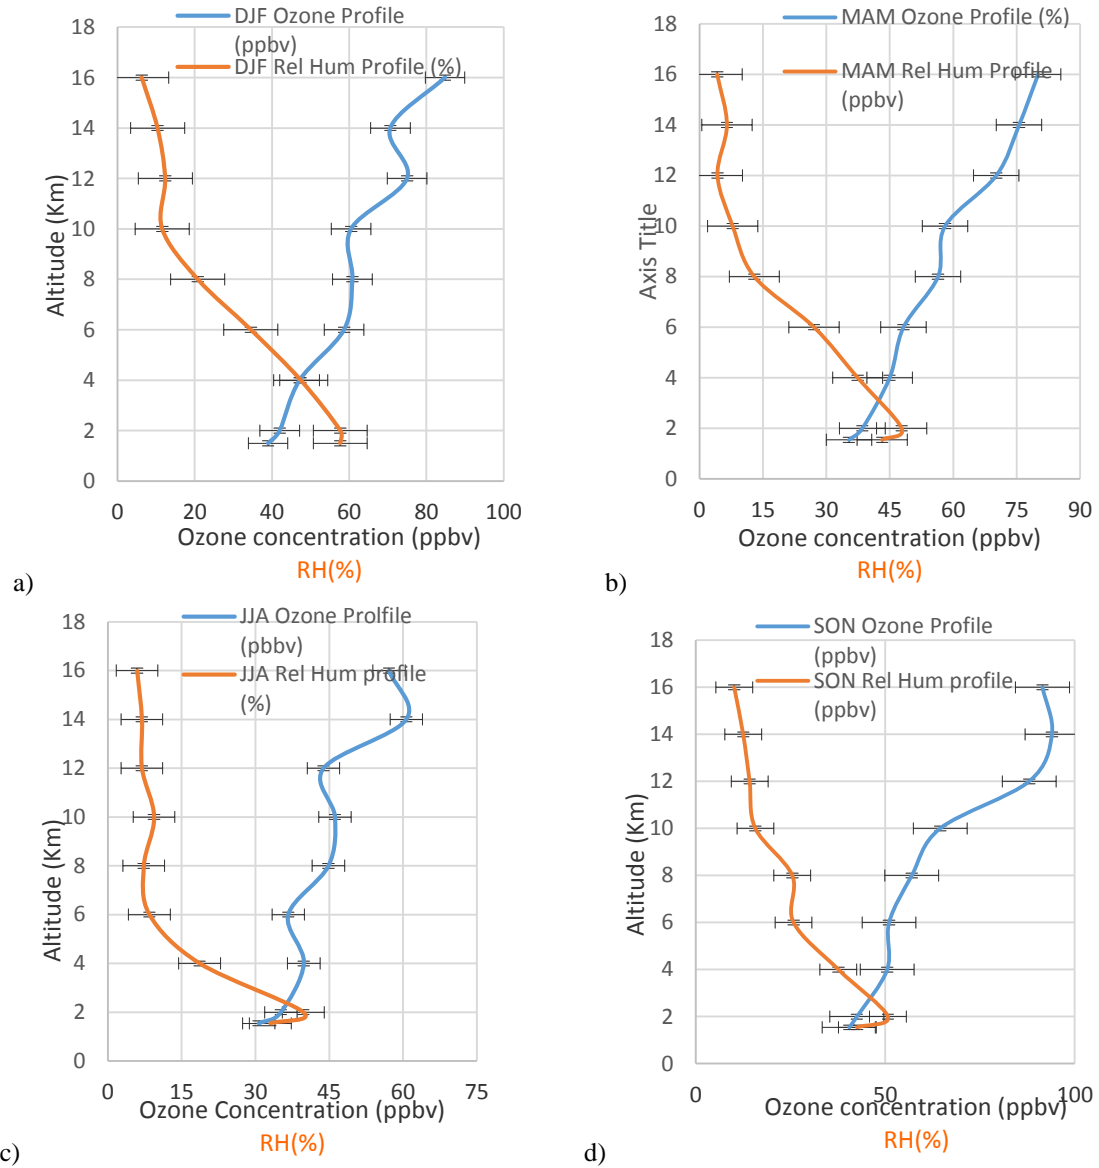 DJF Ozone Profile
(ppbv)
DJF Rel Hum Profile (%)
18
16
14
12
10
8
6
4
2
0
Altitude (Km)
0 20 40 60 80 100
Ozone concentration (ppbv)
RH(%)
a)
MAM Ozone Profile (%)
MAM Rel Hum Profile
(ppbv)
18
16
14
12
10
8
6
4
2
0
Axis Title
0 15 30 45 60 75 90
Ozone concentration (ppbv)
RH(%)
b)
JJA Ozone Prolfile
(pbbv)
JJA Rel Hum profile
(%)
18
16
14
12
10
8
6
4
2
0
Altitude (Km)
0 15 30 45 60 75
Ozone Concentration (ppbv)
RH(%)
c)
SON Ozone Profile
(ppbv)
SON Rel Hum profile
(ppbv)
18
16
14
12
10
8
6
4
2
0
Altitude (Km)
0 50 100
Ozone concentration (ppbv)
RH(%)
d)